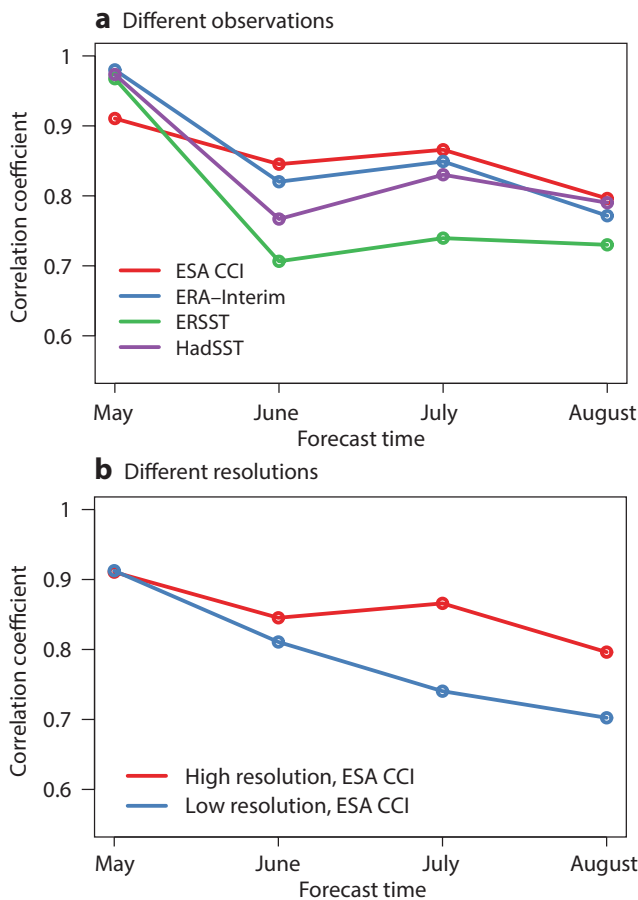 a Different observations
1
0.9
0.8
0.7
0.6
Correlation coefficient
ESA CCI
ERA–Interim
ERSST
HadSST
May June July August
Forecast time
b Different resolutions
1
0.9
0.8
0.7
0.6
Correlation coefficient
High resolution, ESA CCI
Low resolution, ESA CCI
May June July August
Forecast time